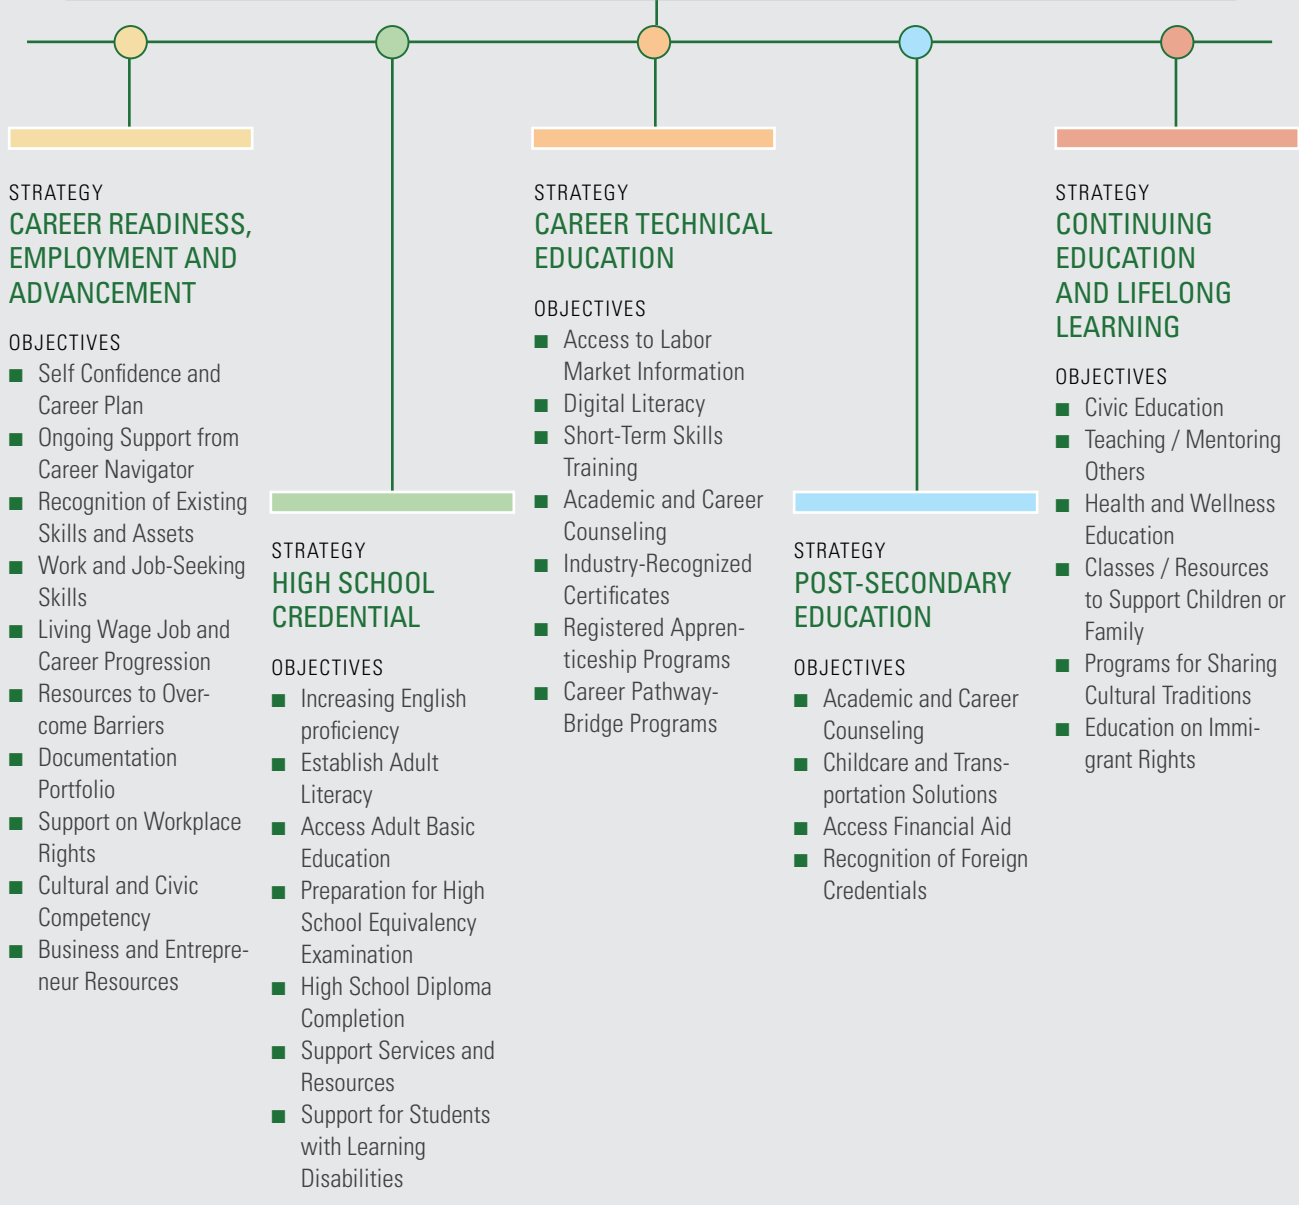 STRATEGY
CAREER READINESS,
EMPLOYMENT AND
ADVANCEMENT
OBJECTIVES
■ Self Confidence and
Career Plan
■ Ongoing Support from
Career Navigator
■ Recognition of Existing
Skills and Assets
■ Work and Job-Seeking
Skills
■ Living Wage Job and
Career Progression
■ Resources to Over-
come Barriers
■ Documentation
Portfolio
■ Support on Workplace
Rights
■ Cultural and Civic
Competency
■ Business and Entrepre-
neur Resources
STRATEGY
HIGH SCHOOL
CREDENTIAL
OBJECTIVES
■ Increasing English
proficiency
■ Establish Adult
Literacy
■ Access Adult Basic
Education
■ Preparation for High
School Equivalency
Examination
■ High School Diploma
Completion
■ Support Services and
Resources
■ Support for Students
with Learning
Disabilities
STRATEGY
CAREER TECHNICAL
EDUCATION
OBJECTIVES
■ Access to Labor
Market Information
■ Digital Literacy
■ Short-Term Skills
Training
■ Academic and Career
Counseling
■ Industry-Recognized
Certificates
■ Registered Appren-
ticeship Programs
■ Career Pathway-
Bridge Programs
STRATEGY
POST-SECONDARY
EDUCATION
OBJECTIVES
■ Academic and Career
Counseling
■ Childcare and Trans-
portation Solutions
■ Access Financial Aid
■ Recognition of Foreign
Credentials
STRATEGY
CONTINUING
EDUCATION
AND LIFELONG
LEARNING
OBJECTIVES
■ Civic Education
■ Teaching / Mentoring
Others
■ Health and Wellness
Education
■ Classes / Resources
to Support Children or
Family
■ Programs for Sharing
Cultural Traditions
■ Education on Immi-
grant Rights